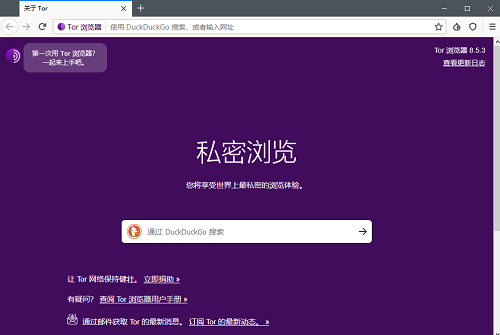 关于 Tor
Tor 浏览器
使用 DuckDuckGo 搜索，或者输入网址
第一次用 Tor 浏览器？
一起来上手吧。
Tor 浏览器 8.5.3
查看更新日志
私密浏览
您将享受世界上最私密的浏览体验。
通过 DuckDuckGo 搜索
让 Tor 网络保持健壮。 立即捐助 »
有疑问？ 查阅 Tor 浏览器用户手册 »
通过邮件获取 Tor 的最新消息。 订阅 Tor 的最新动态。 »